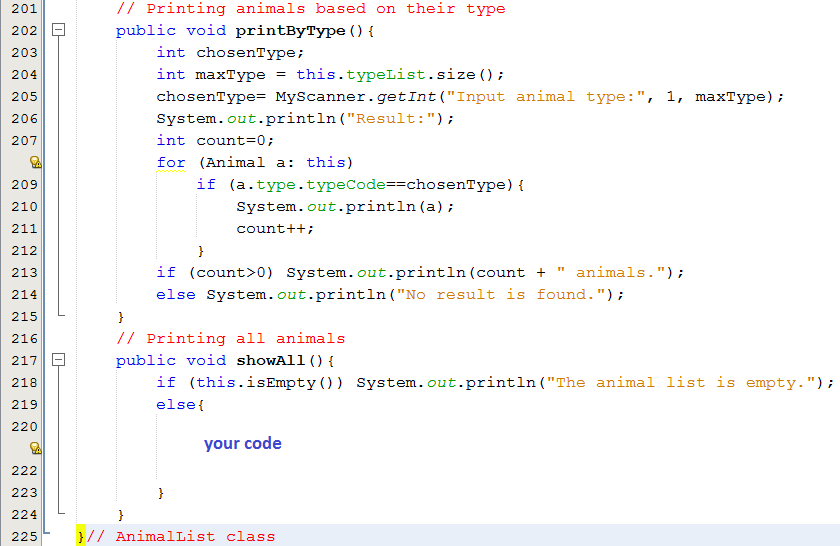 201 // Printing animals based on their type
202 public void printByType(){
203 int chosenType;
204 int maxType = this.typeList.size();
205 chosenType= MyScanner.getInt("Input animal type:", 1, maxType);
206 System.out.println("Result:");
207 int count=0;
for (Animal a: this)
209 if (a.type.typeCode==chosenType){
210 System.out.println(a);
211 count++;
212 }
213 if (count>0) System.out.println(count + " animals.");
214 else System.out.println("No result is found.");
215 }
216 // Printing all animals
217 public void showAll(){
218 if (this.isEmpty()) System.out.println("The animal list is empty.");
219 else{
220
your code
222
223 }
224 }
225 }// AnimalList class